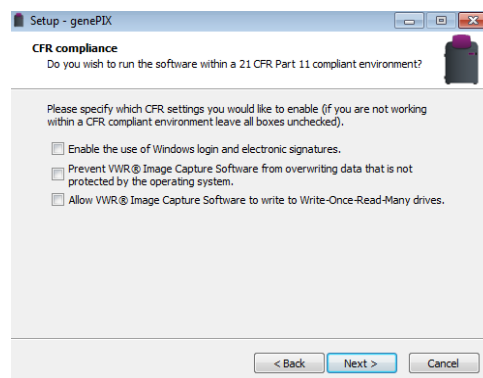 Setup - genePIX
CFR compliance
Do you wish to run the software within a 21 CFR Part 11 compliant environment?
Please specify which CFR settings you would like to enable (if you are not working
within a CFR compliant environment leave all boxes unchecked).
Enable the use of Windows login and electronic signatures.
Prevent VWR® Image Capture Software from overwriting data that is not
protected by the operating system.
Allow VWR® Image Capture Software to write to Write-Once-Read-Many drives.
< Back Next > Cancel